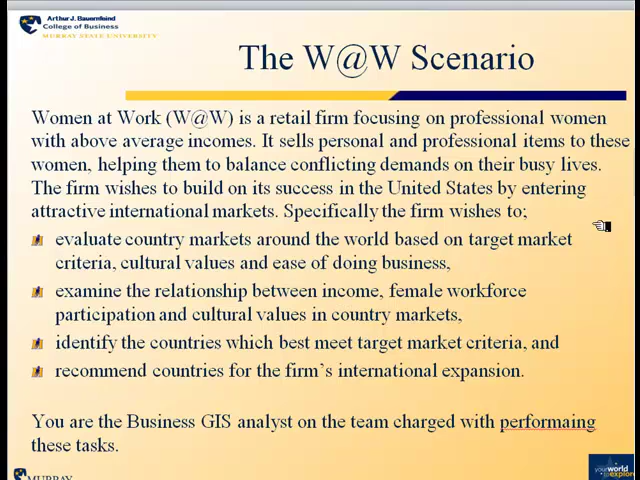 Arthur J. Bauernfeind
College of Business
MURRAY STATE UNIVERSITY
The W@W Scenario
Women at Work (W@W) is a retail firm focusing on professional women
with above average incomes. It sells personal and professional items to these
women, helping them to balance conflicting demands on their busy lives.
The firm wishes to build on its success in the United States by entering
attractive international markets. Specifically the firm wishes to;
evaluate country markets around the world based on target market
criteria, cultural values and ease of doing business,
examine the relationship between income, female workforce
participation and cultural values in country markets,
identify the countries which best meet target market criteria, and
recommend countries for the firm's international expansion.
You are the Business GIS analyst on the team charged with performaing
these tasks.
MURRAY
your world
to explore